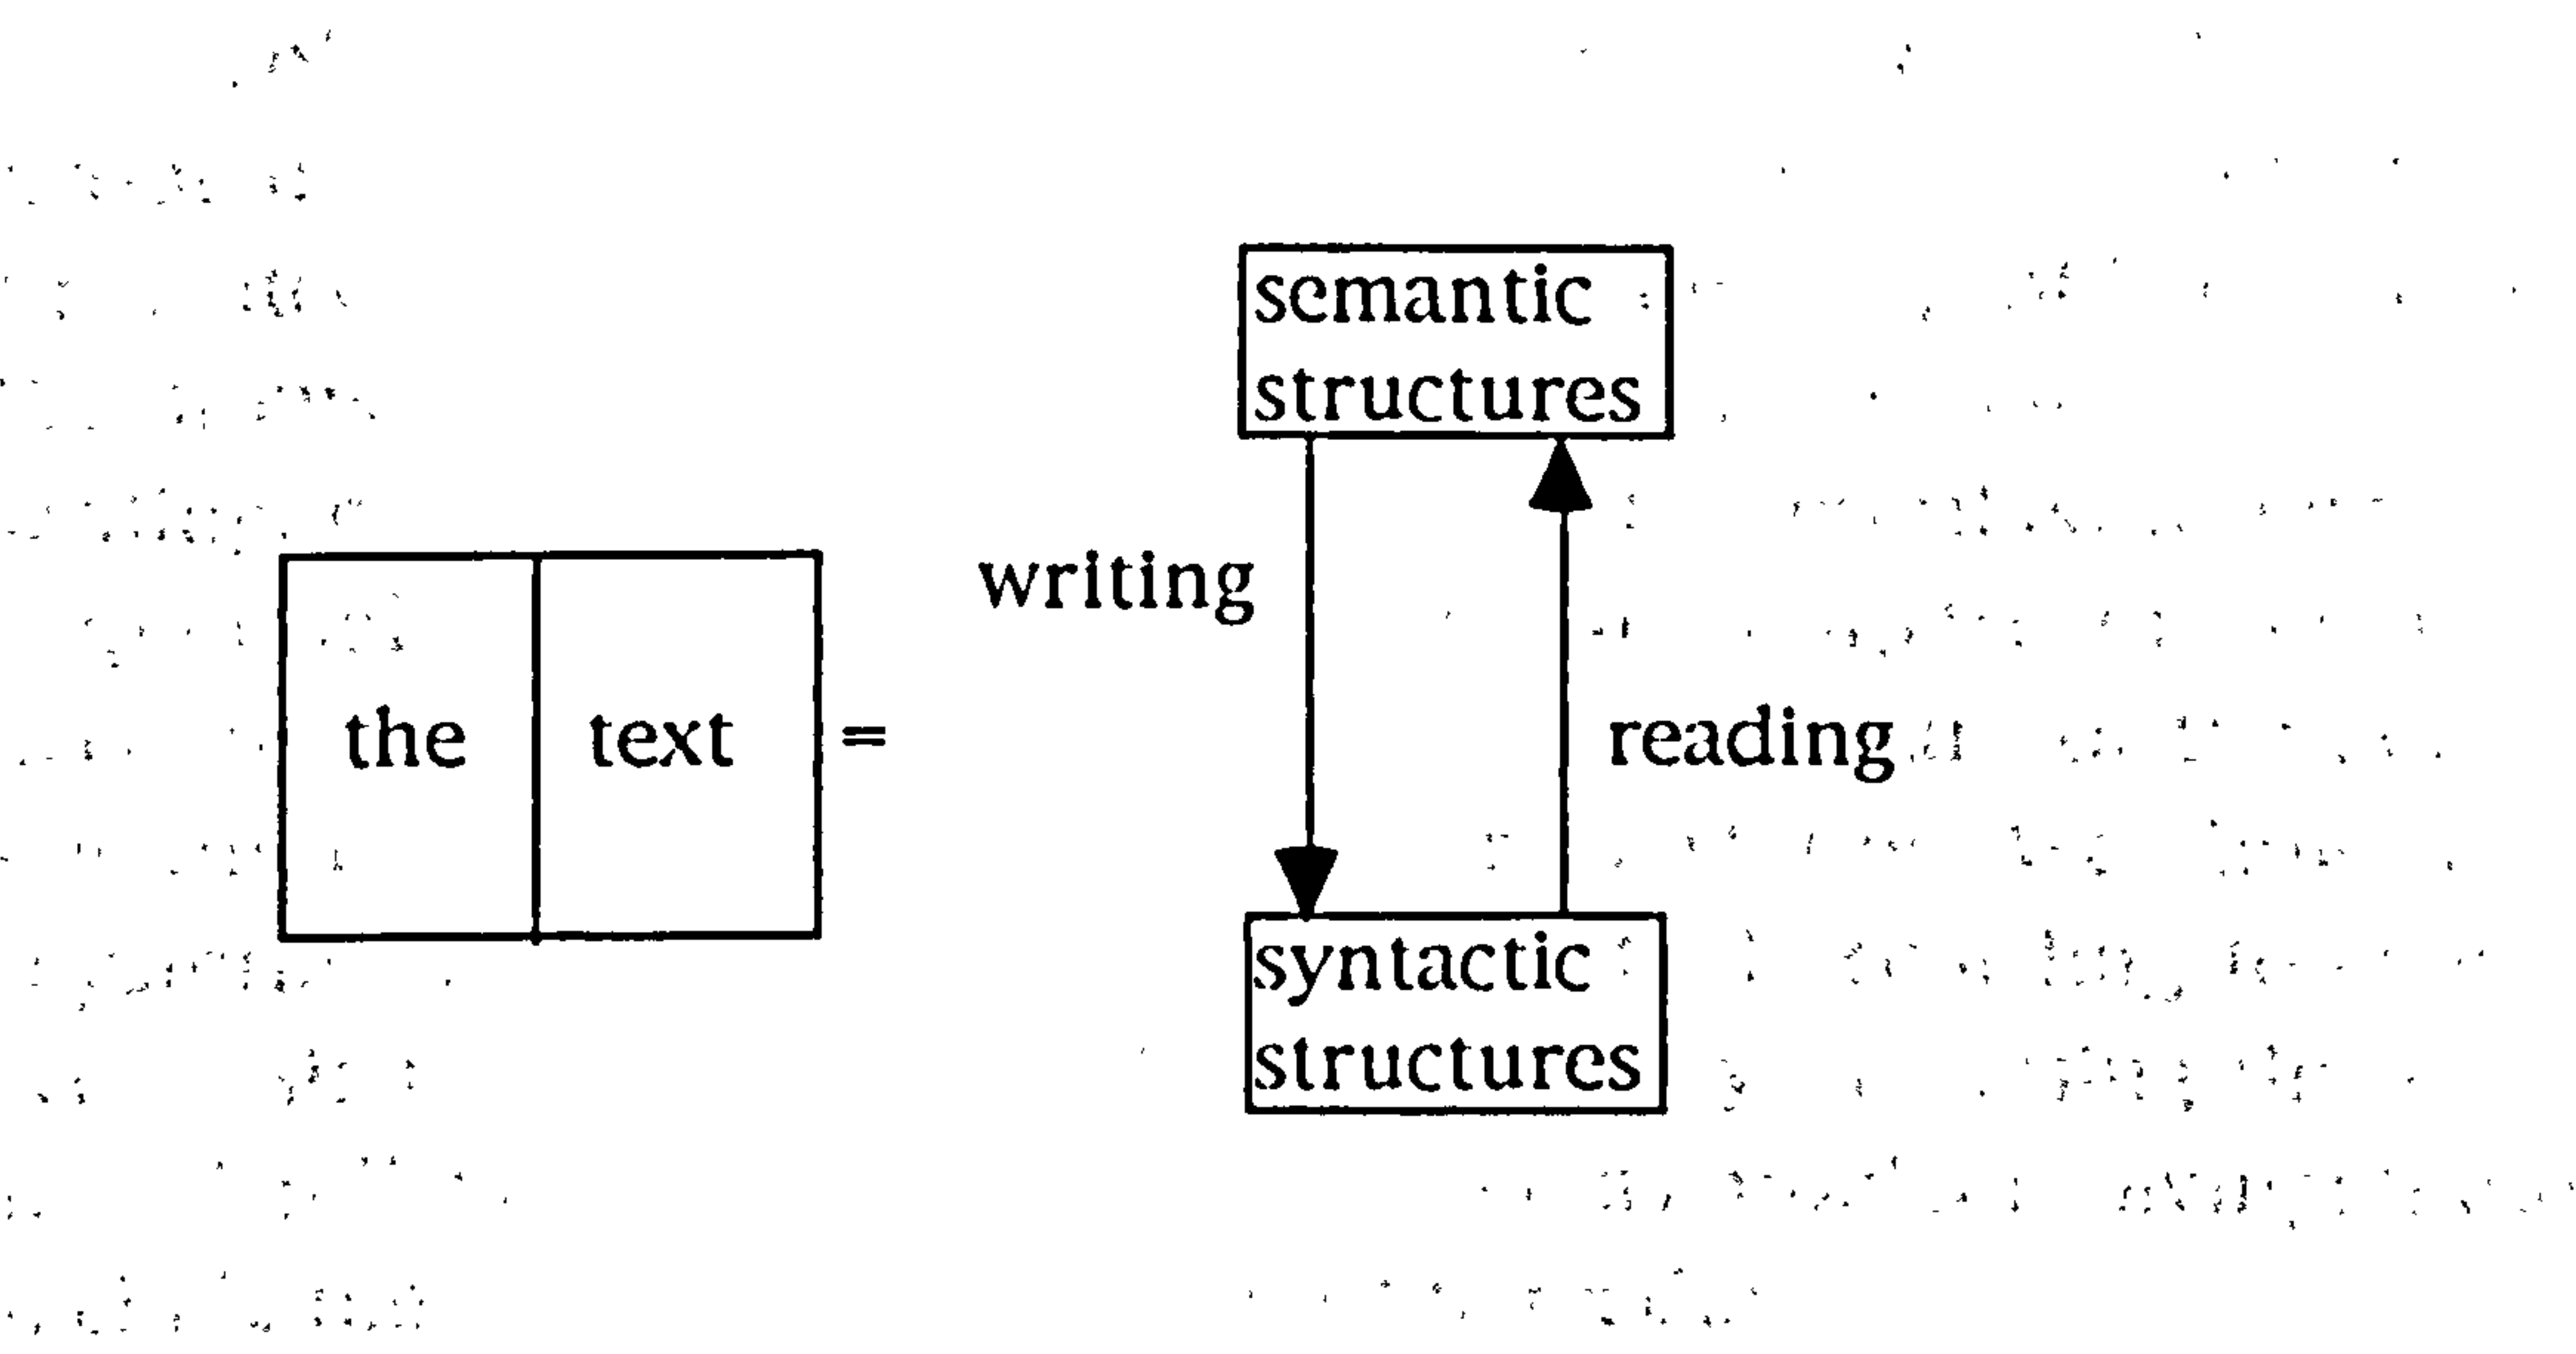 semantic
structures
writing
the text =
reading
syntactic
structures